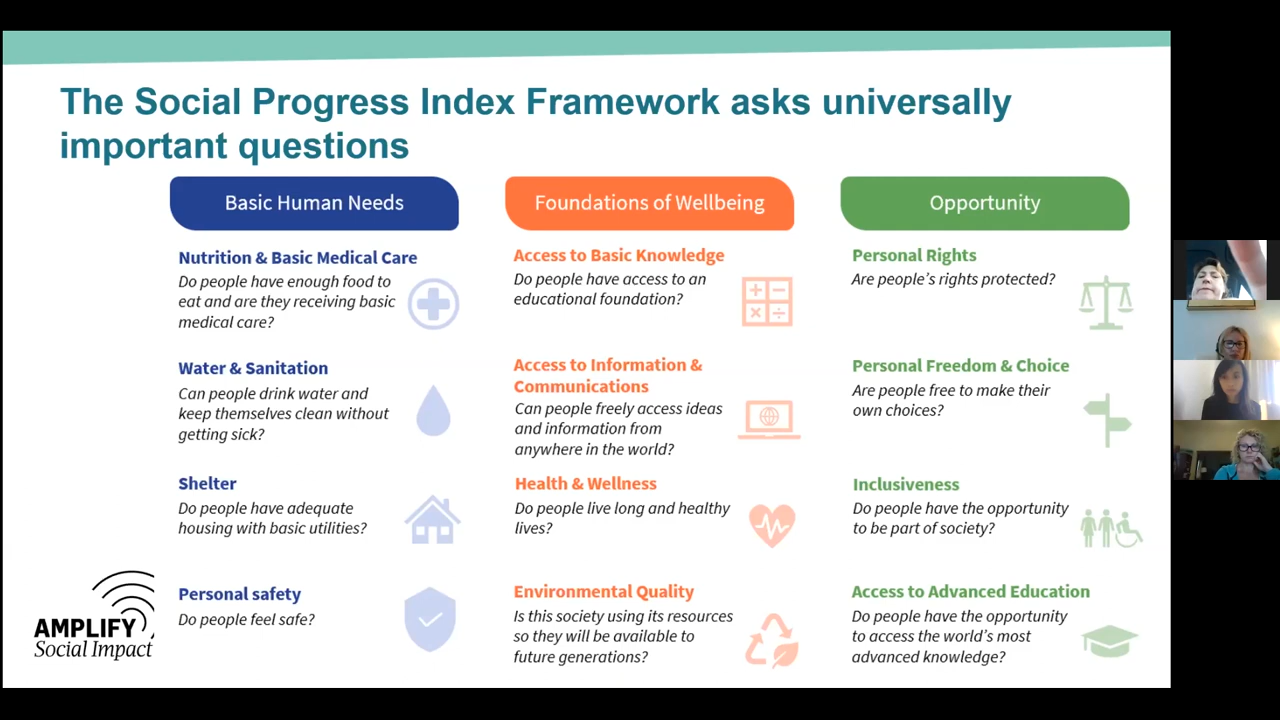 The Social Progress Index Framework asks universally
important questions
Basic Human Needs
Nutrition & Basic Medical Care
Do people have enough food to
eat and are they receiving basic
medical care?
Water & Sanitation
Can people drink water and
keep themselves clean without
getting sick?
Shelter
Do people have adequate
housing with basic utilities?
Personal safety
Do people feel safe?
Foundations of Wellbeing
Access to Basic Knowledge
Do people have access to an
educational foundation?
Access to Information &
Communications
Can people freely access ideas
and information from
anywhere in the world?
Health & Wellness
Do people live long and healthy
lives?
Environmental Quality
Is this society using its resources
so they will be available to
future generations?
Opportunity
Personal Rights
Are people’s rights protected?
Personal Freedom & Choice
Are people free to make their
own choices?
Inclusiveness
Do people have the opportunity
to be part of society?
Access to Advanced Education
Do people have the opportunity
to access the world’s most
advanced knowledge?
AMPLIFY
Social Impact